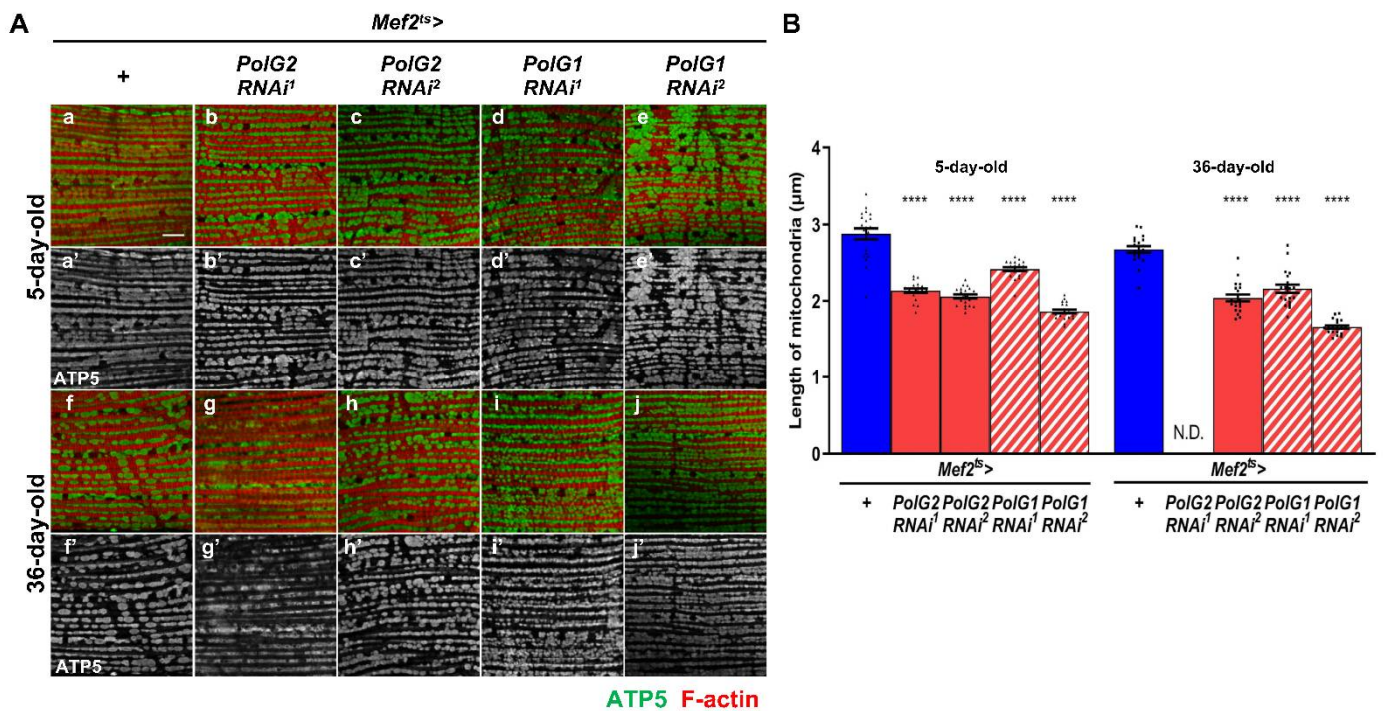 A
Mef2ts>
+
PolG2 RNAi1
PolG2 RNAi2
PolG1 RNAi1
PolG1 RNAi2
5-day-old
a
b
c
d
e
a’
b’
c’
d’
e’
ATP5
36-day-old
f
g
h
i
j
f’
g’
h’
i’
j’
ATP5
ATP5 F-actin
B
Length of mitochondria (μm)
4
3
2
1
0
5-day-old
36-day-old
**** **** **** ****
**** **** ****
N.D.
Mef2ts>
Mef2ts>
+
PolG2 RNAi1
PolG2 RNAi2
PolG1 RNAi1
PolG1 RNAi2
+
PolG2 RNAi1
PolG2 RNAi2
PolG1 RNAi1
PolG1 RNAi2